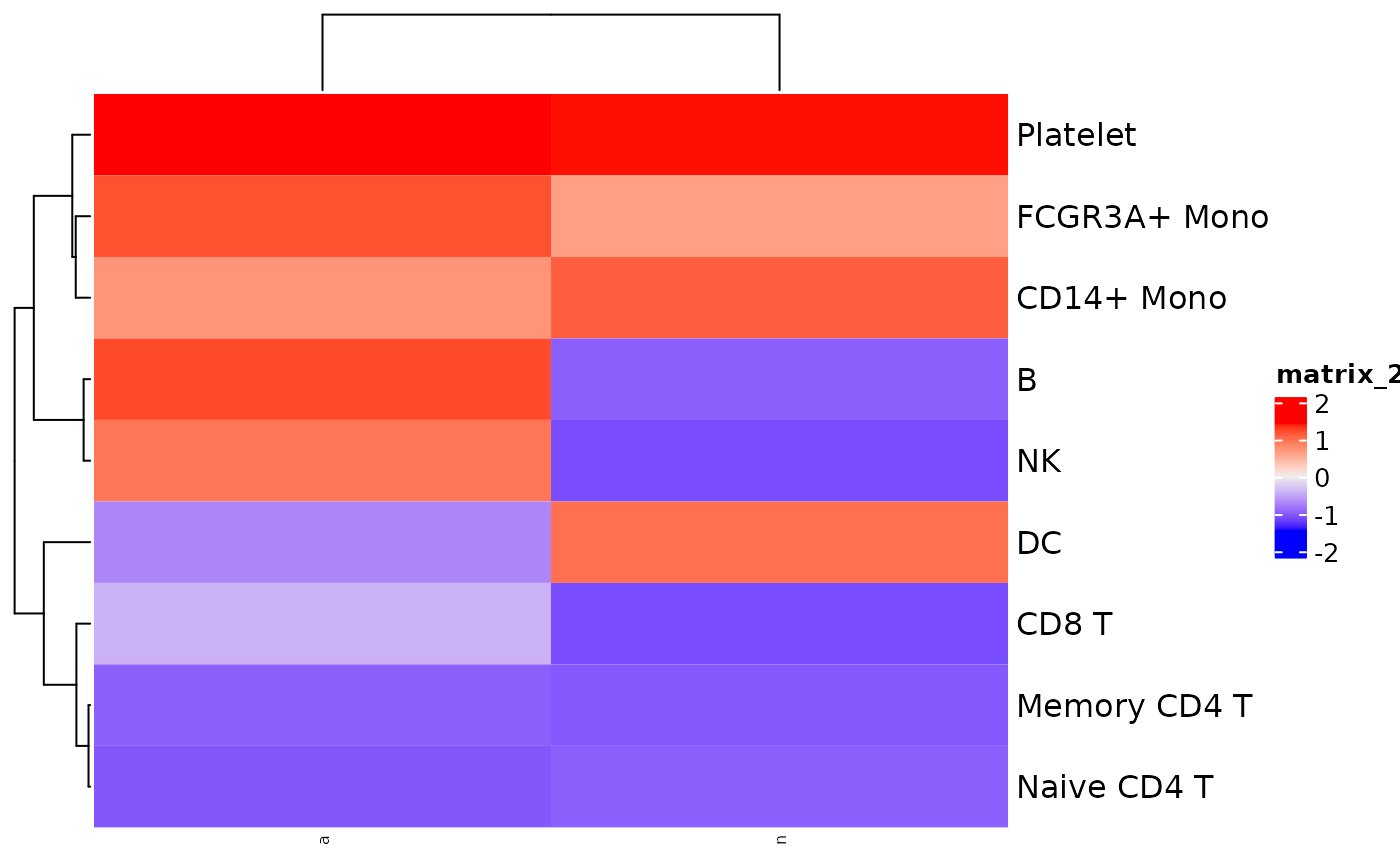 Platelet
FCGR3A+ Mono
CD14+ Mono
B
NK
DC
CD8 T
Memory CD4 T
Naive CD4 T
a
n
matrix_2
2
1
0
-1
-2